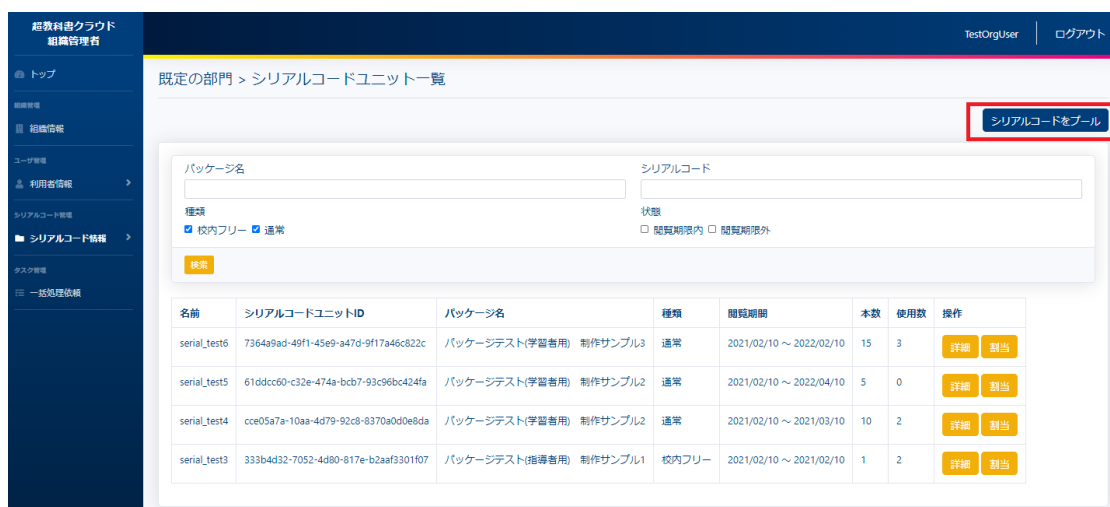 超教科書クラウド
組織管理者
TestOrgUser
ログアウト
トップ
組織管理
組織情報
ユーザ管理
利用者情報
シリアルコード管理
シリアルコード情報
タスク管理
一括処理依頼
既定の部門 > シリアルコードユニット一覧
シリアルコードをプール
パッケージ名 シリアルコード
種類 状態
校内フリー 通常 閲覧期限内 閲覧期限外
検索
名前 シリアルコードユニットID パッケージ名 種類 閲覧期間 本数 使用数 操作
serial_test6 7364a9ad-49f1-45e9-a47d-9f17a46c822c パッケージテスト(学習者用) 制作サンプル3 通常 2021/02/10 ～ 2022/02/10 15 3 詳細 割当
serial_test5 61ddcc60-c32e-474a-bcb7-93c96bc424fa パッケージテスト(学習者用) 制作サンプル2 通常 2021/02/10 ～ 2022/04/10 5 0 詳細 割当
serial_test4 cce05a7a-10aa-4d79-92c8-8370a0d0e8da パッケージテスト(学習者用) 制作サンプル2 通常 2021/02/10 ～ 2021/03/10 10 2 詳細 割当
serial_test3 333b4d32-7052-4d80-817e-b2aaf3301f07 パッケージテスト(指導者用) 制作サンプル1 校内フリー 2021/02/10 ～ 2021/02/10 1 2 詳細 割当